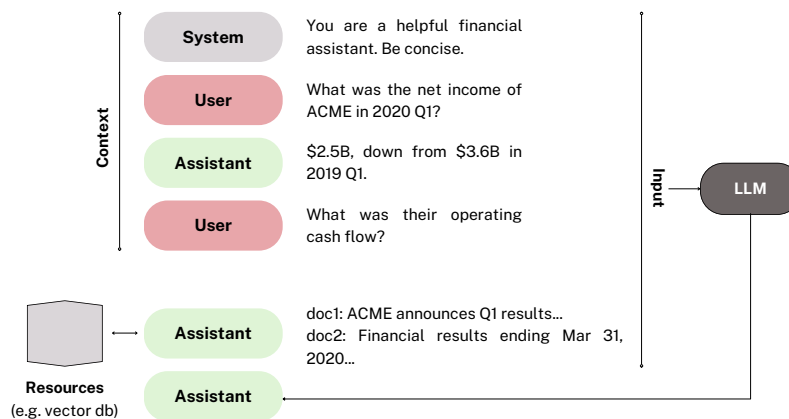 System
You are a helpful financial
assistant. Be concise.
User
What was the net income of
ACME in 2020 Q1?
Context
Assistant
$2.5B, down from $3.6B in
2019 Q1.
User
What was their operating
cash flow?
Input
LLM
Assistant
doc1: ACME announces Q1 results...
doc2: Financial results ending Mar 31,
2020...
Resources
(e.g. vector db)
Assistant